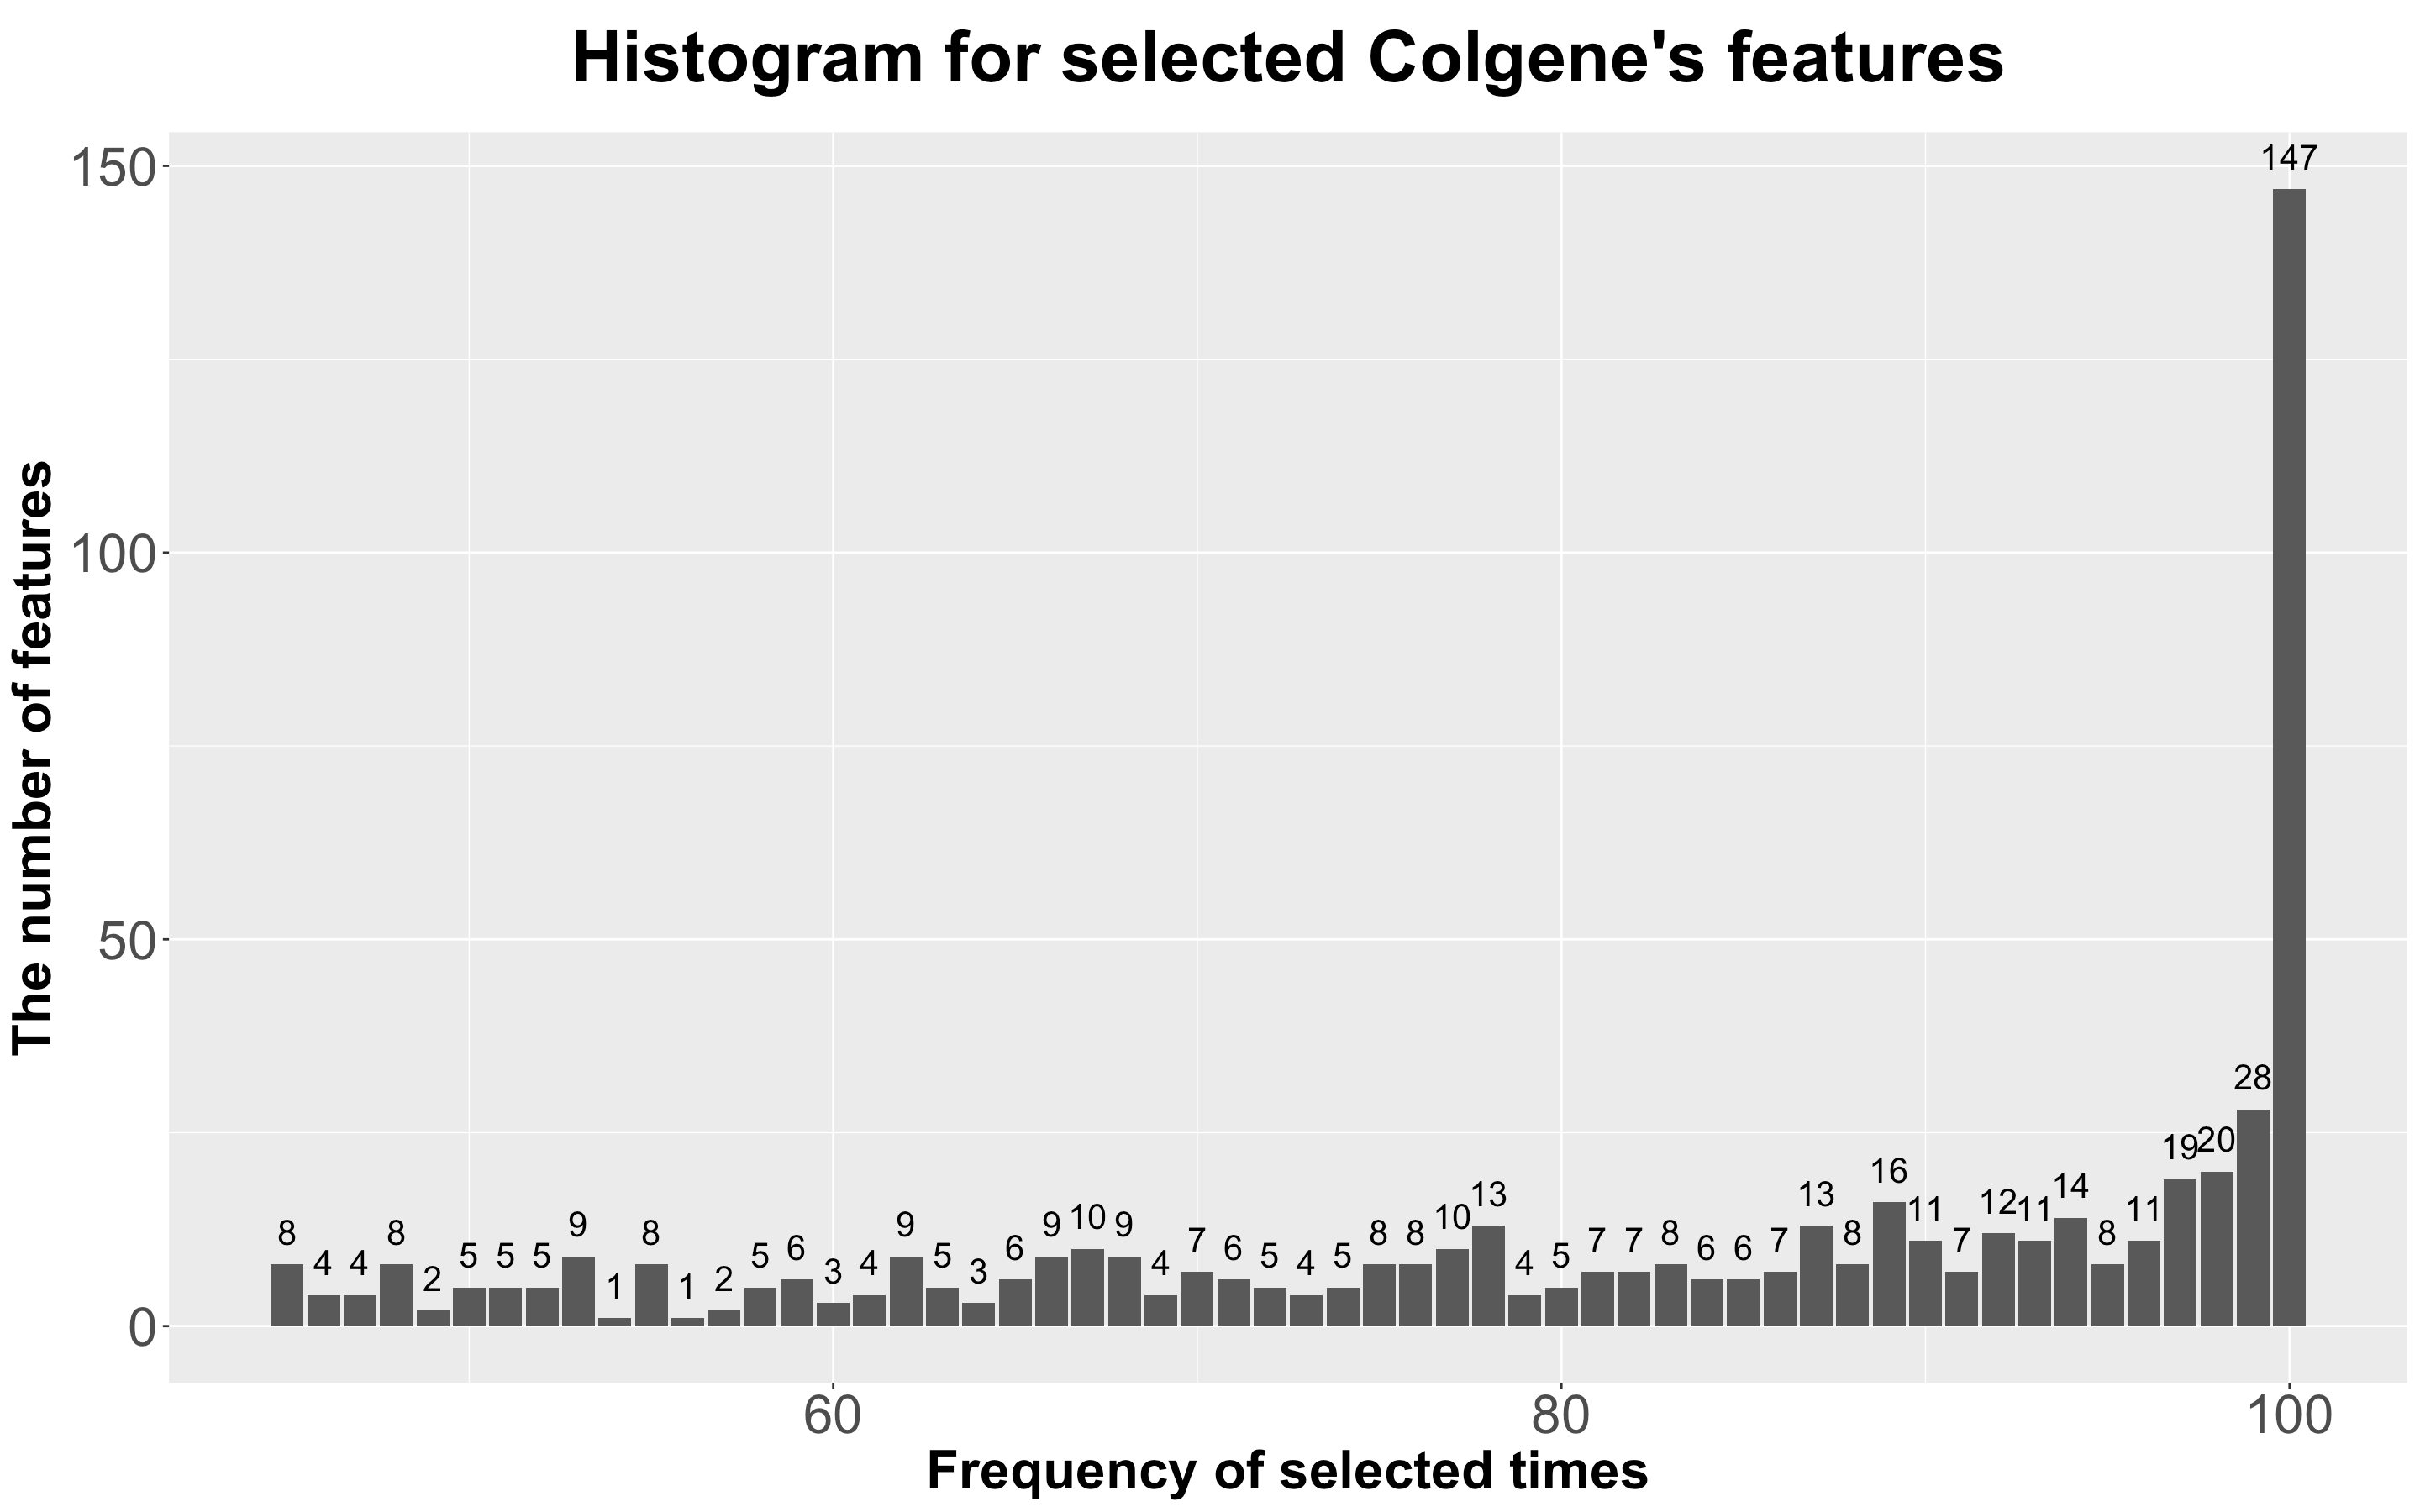 Histogram for selected Colgene's features
The number of features
150
100
50
0
8 4 4 8 2 5 5 5 9 1 8 1 2 5 6 3 4 9 5 3 6 9 10 9 4 7 6 5 4 5 8 8 10 13 4 5 7 7 8 6 6 7 13 8 16 11 7 12 11 14 8 11 19 20 28 147
60 80 100
Frequency of selected times